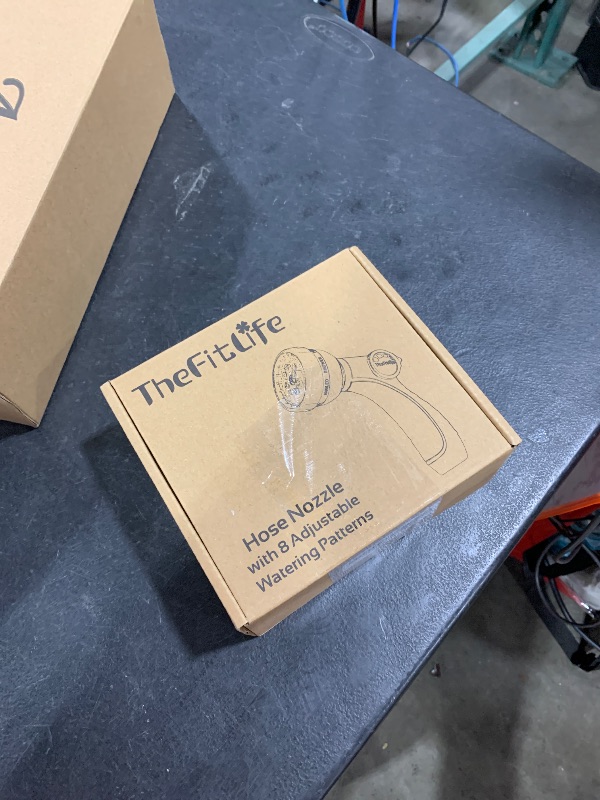 TheFitLife
Hose Nozzle
with 8 Adjustable
Watering Patterns